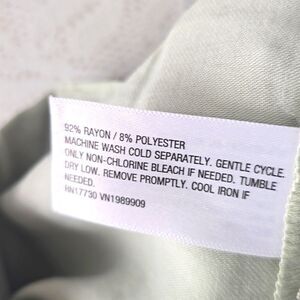 92% RAYON / 8% POLYESTER
MACHINE WASH COLD SEPARATELY. GENTLE CYCLE.
ONLY NON-CHLORINE BLEACH IF NEEDED. TUMBLE
DRY LOW. REMOVE PROMPTLY. COOL IRON IF
NEEDED.
RN17730 VN1989909